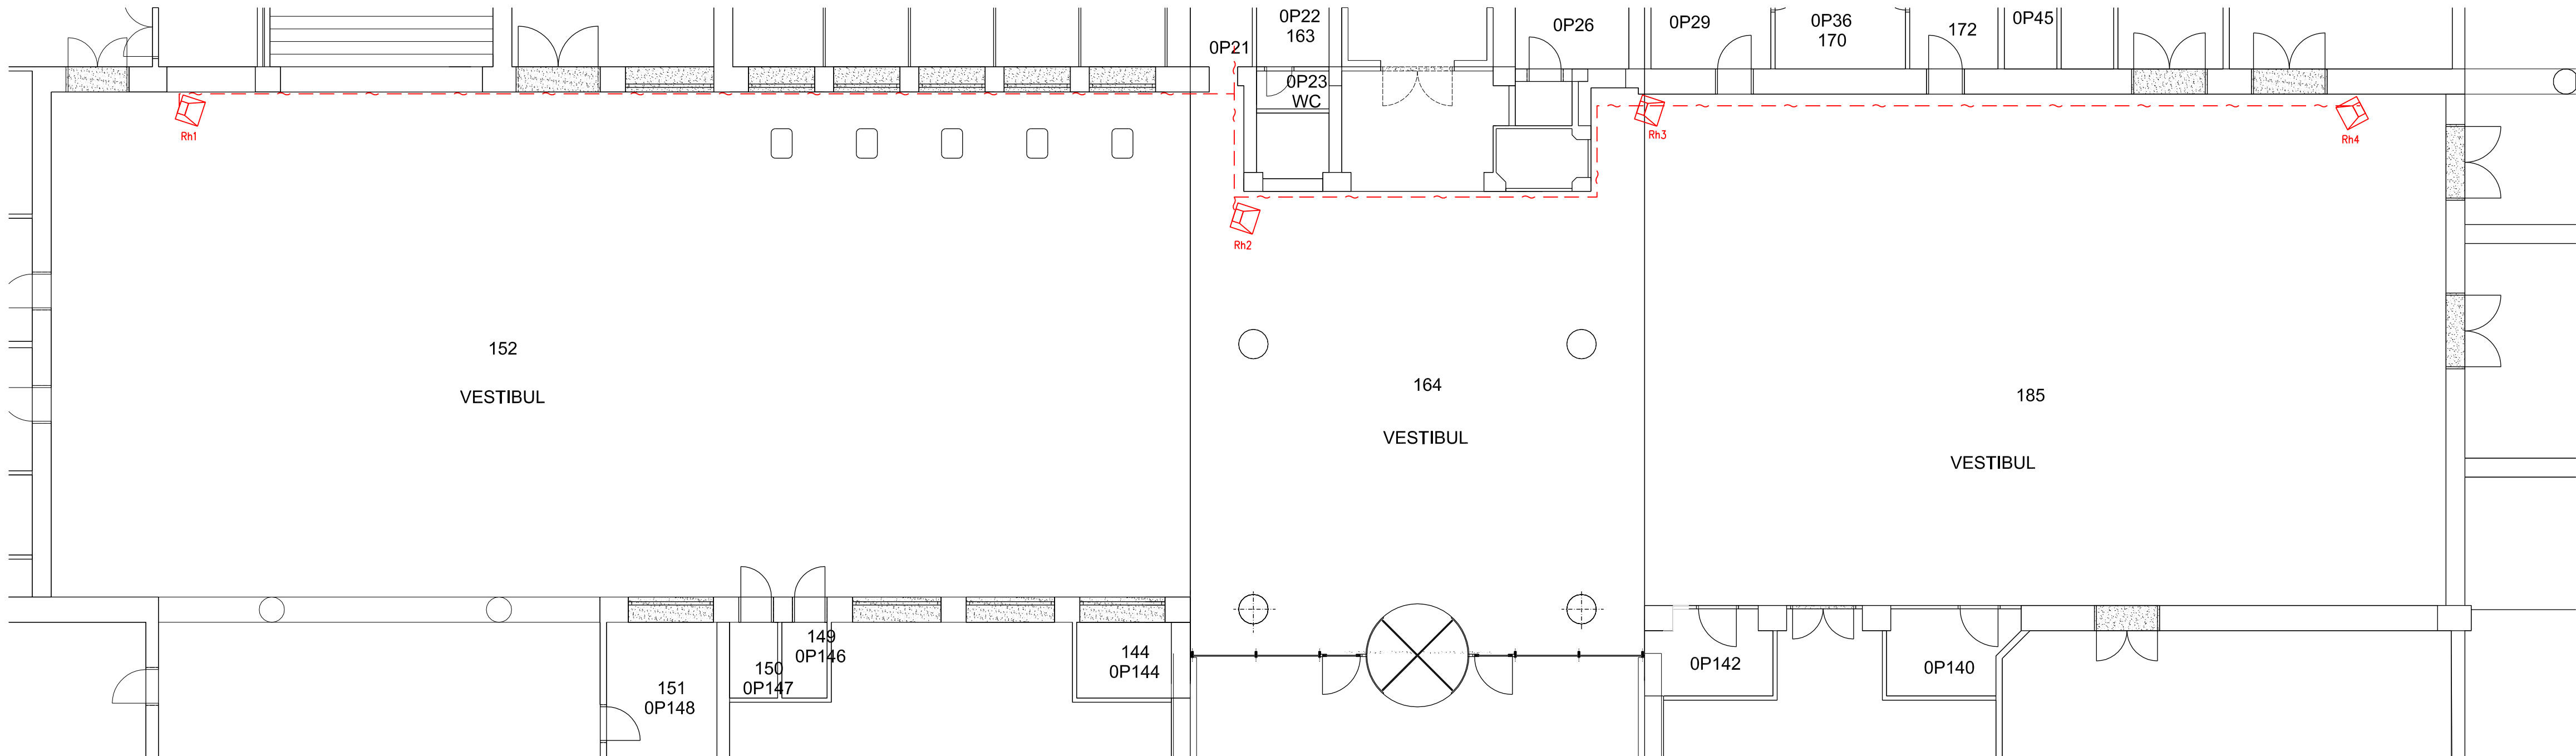 0P21
0P22
163
0P23
WC
0P26
0P29
0P36
170
172
0P45
Rh1
Rh2
Rh3
Rh4
152
VESTIBUL
164
VESTIBUL
185
VESTIBUL
149
0P146
150
0P147
151
0P148
144
0P144
0P142
0P140